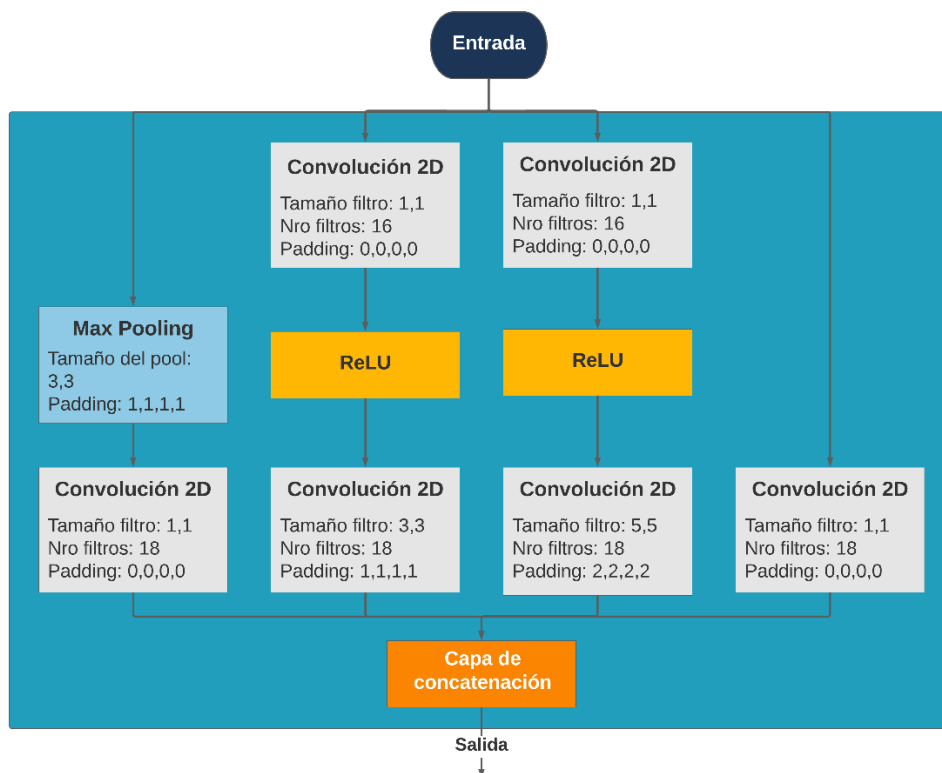 Entrada
Convolución 2D
Tamaño filtro: 1,1
Nro filtros: 16
Padding: 0,0,0,0
Convolución 2D
Tamaño filtro: 1,1
Nro filtros: 16
Padding: 0,0,0,0
Max Pooling
Tamaño del pool:
3,3
Padding: 1,1,1,1
ReLU
ReLU
Convolución 2D
Tamaño filtro: 1,1
Nro filtros: 18
Padding: 0,0,0,0
Convolución 2D
Tamaño filtro: 3,3
Nro filtros: 18
Padding: 1,1,1,1
Convolución 2D
Tamaño filtro: 5,5
Nro filtros: 18
Padding: 2,2,2,2
Convolución 2D
Tamaño filtro: 1,1
Nro filtros: 18
Padding: 0,0,0,0
Capa de
concatenación
Salida